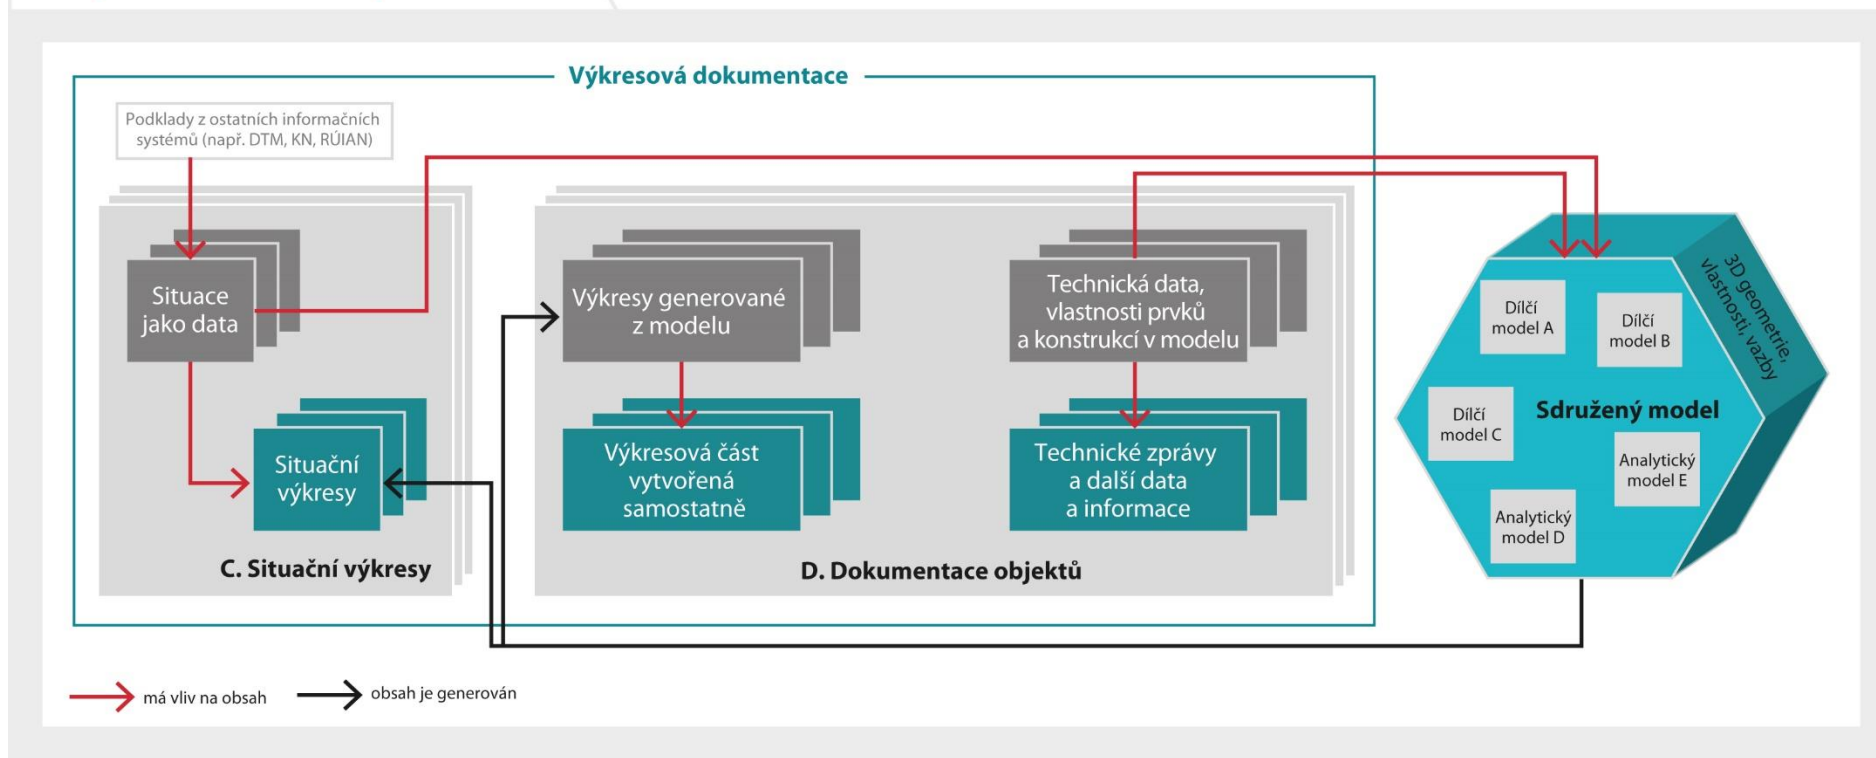 Výkresová dokumentace
Podklady z ostatních informačních
systémů (např. DTM, KN, RÚIAN)
Situace
jako data
Situační
výkresy
C. Situační výkresy
Výkresy generované
z modelu
Technická data,
vlastnosti prvků
a konstrukcí v modelu
Výkresová část
vytvořená
samostatně
Technické zprávy
a další data
a informace
D. Dokumentace objektů
3D geometrie,
vlastnosti, vazby
Dílčí
model A
Dílčí
model B
Dílčí
model C
Sdružený model
Analytický
model E
Analytický
model D
má vliv na obsah
obsah je generován